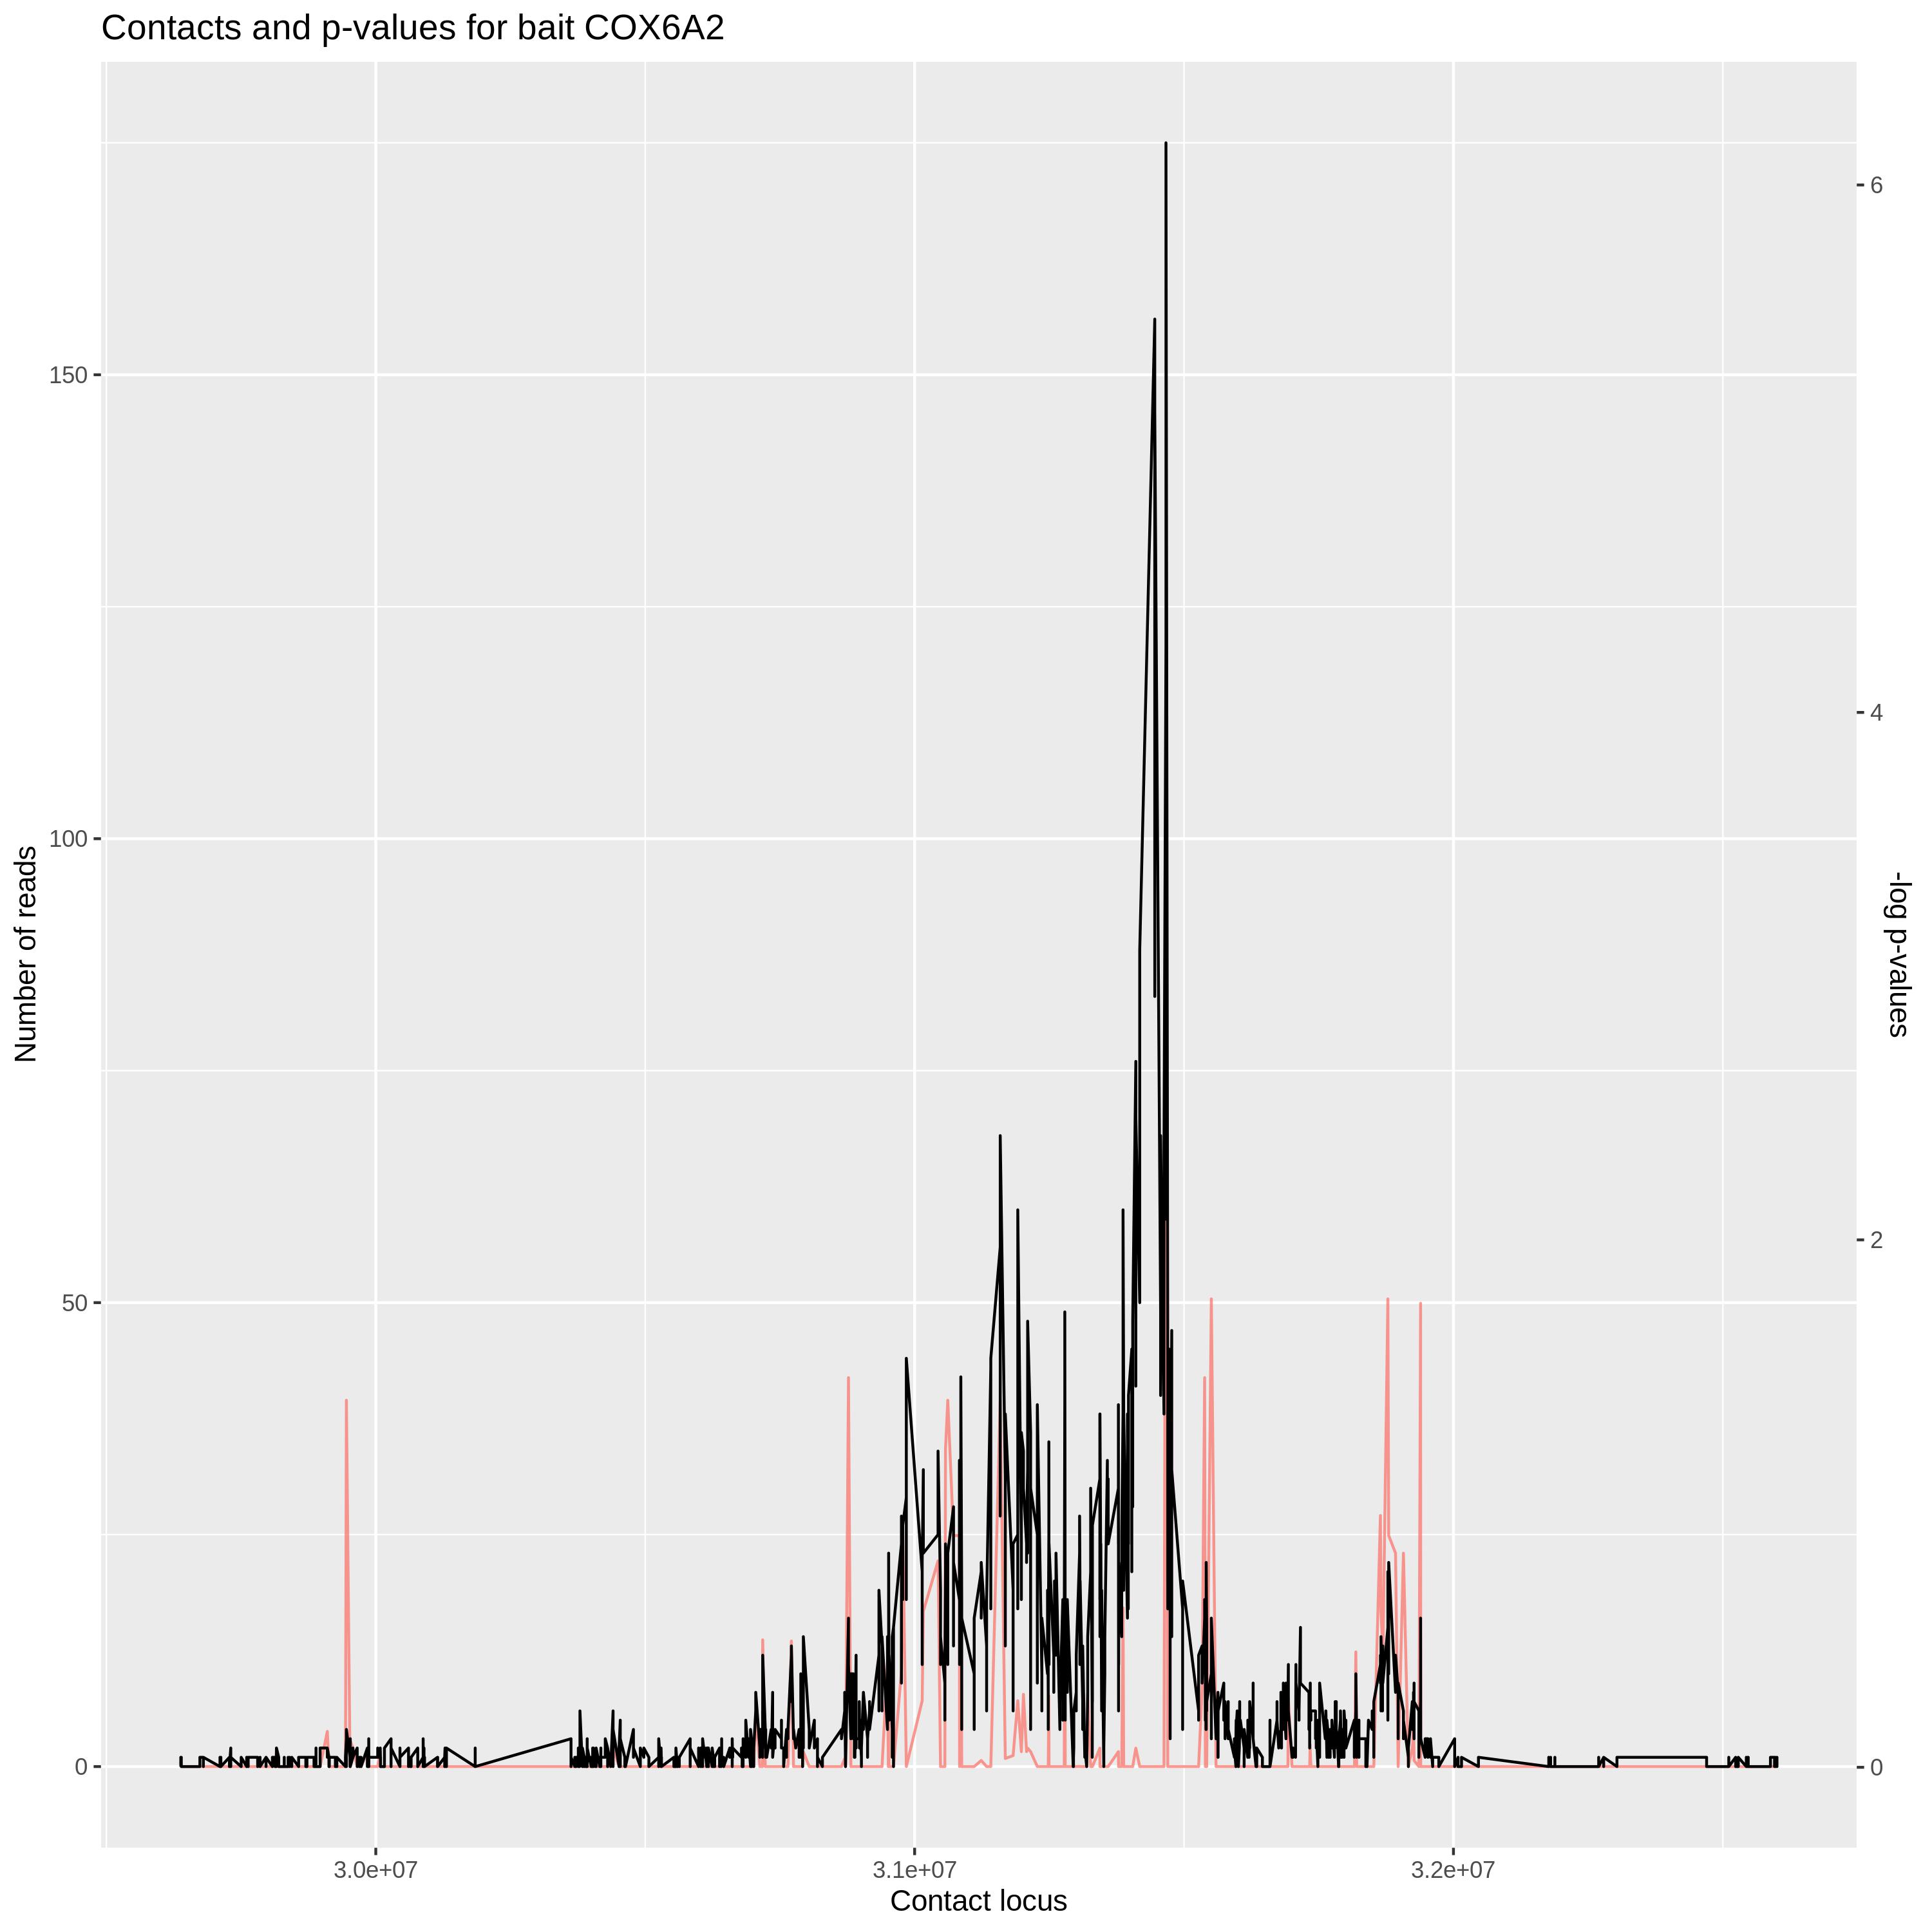 Contacts and p-values for bait COX6A2
Number of reads
150
100
50
0
6
4
2
0
-log p-values
3.0e+07
3.1e+07
3.2e+07
Contact locus